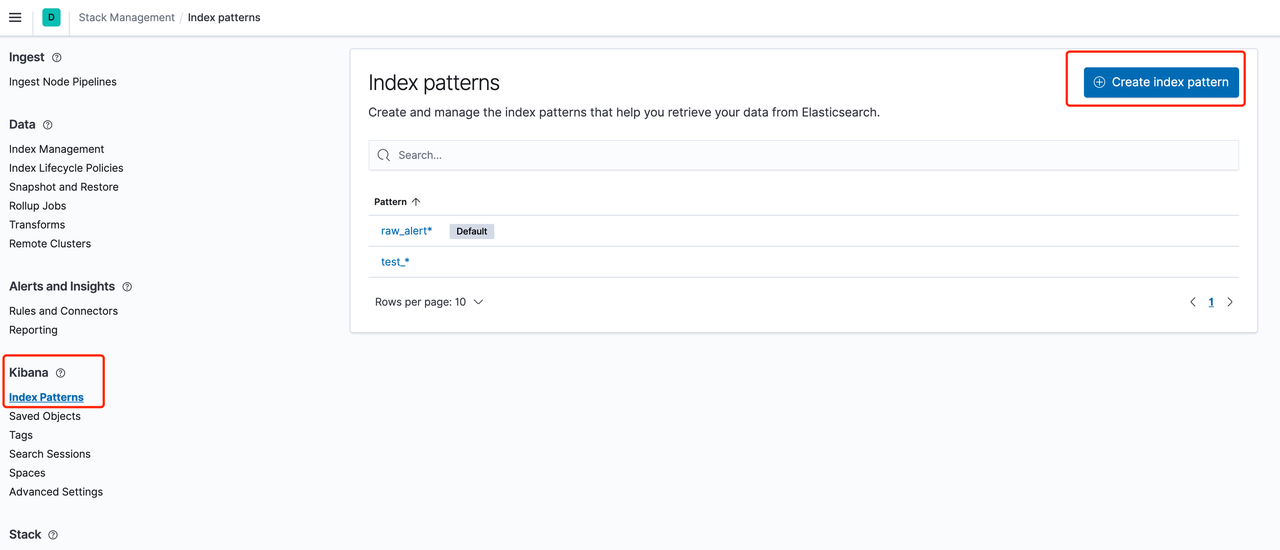 D Stack Management / Index patterns
Ingest
Ingest Node Pipelines
Data
Index Management
Index Lifecycle Policies
Snapshot and Restore
Rollup Jobs
Transforms
Remote Clusters
Alerts and Insights
Rules and Connectors
Reporting
Kibana
Index Patterns
Saved Objects
Tags
Search Sessions
Spaces
Advanced Settings
Stack
Index patterns
Create index pattern
Create and manage the index patterns that help you retrieve your data from Elasticsearch.
Search...
Pattern
raw_alert* Default
test_*
Rows per page: 10
1